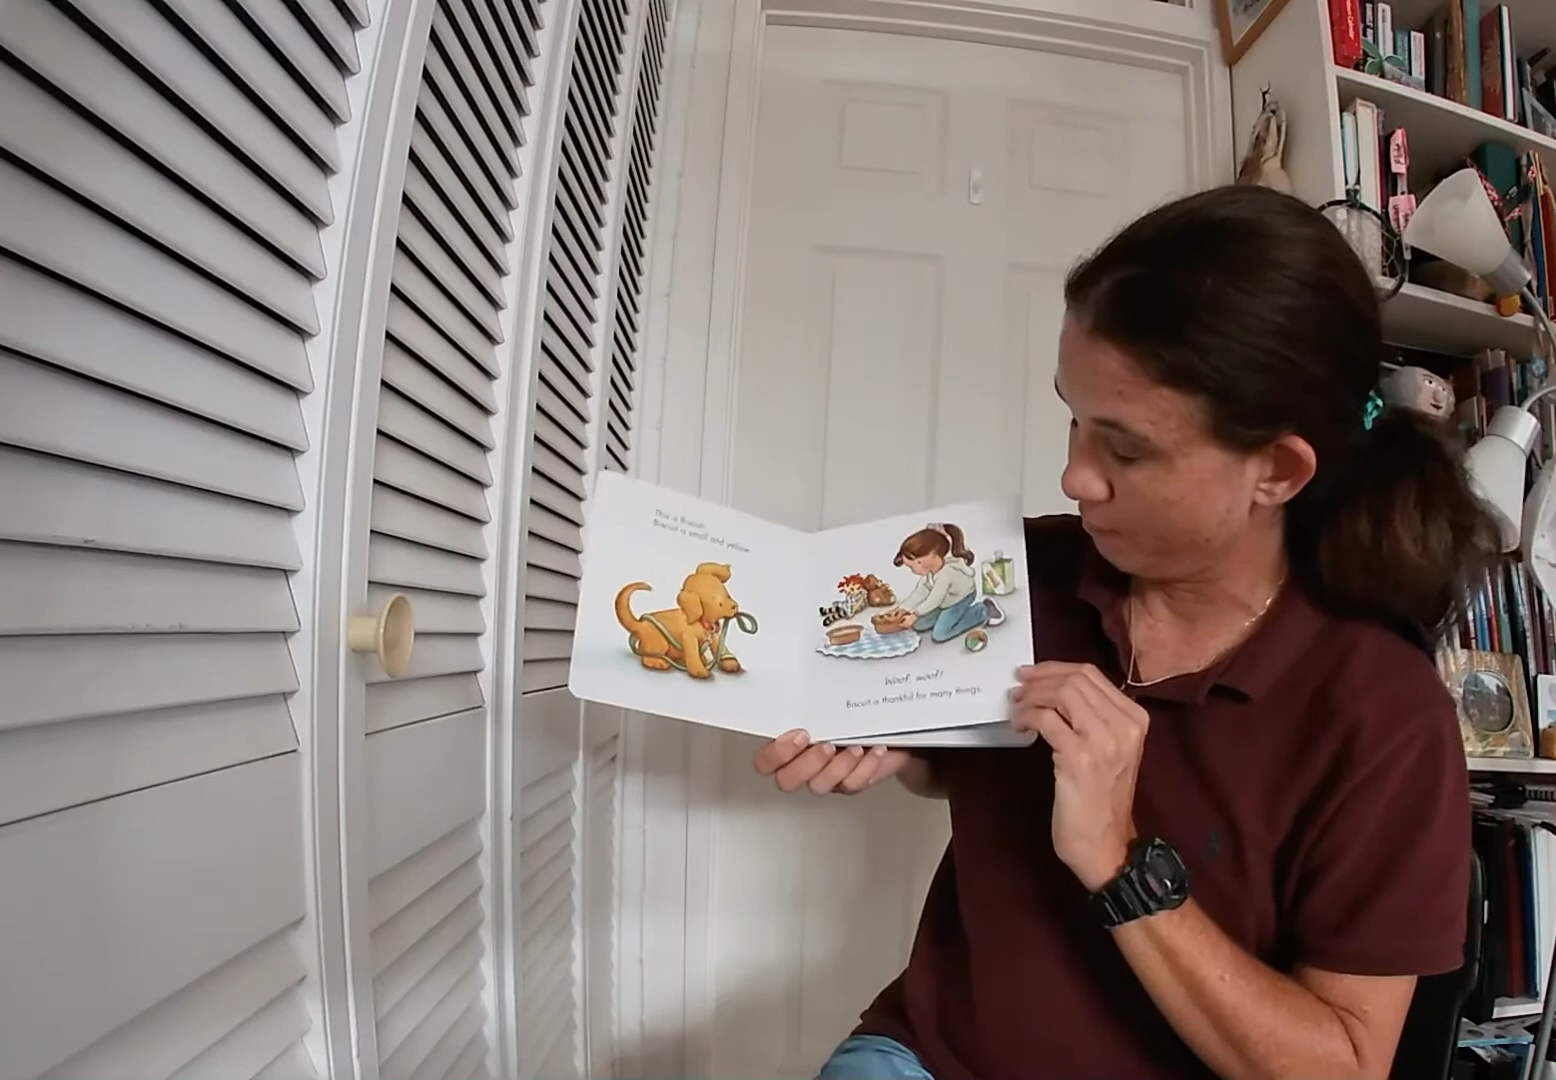 This is Biscuit.
Biscuit is small and yellow.
Woof, woof!
Biscuit is thankful for many things.